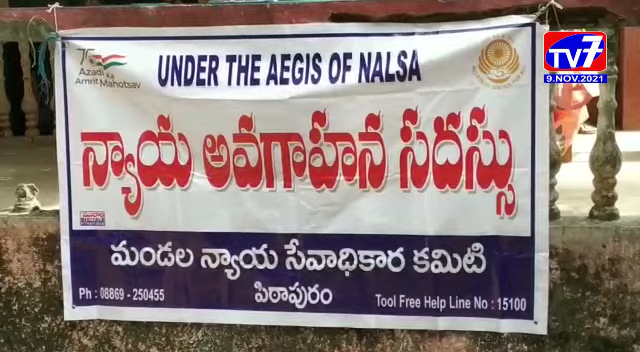 TV7
9.NOV.2021
75
Azadi Ka
Amrit Mahotsav
UNDER THE AEGIS OF NALSA
న్యాయ అవగాహన సదస్సు
మండల న్యాయ సేవాధికార కమిటి
పిఠాపురం
Ph : 08869 - 250455
Tool Free Help Line No : 15100